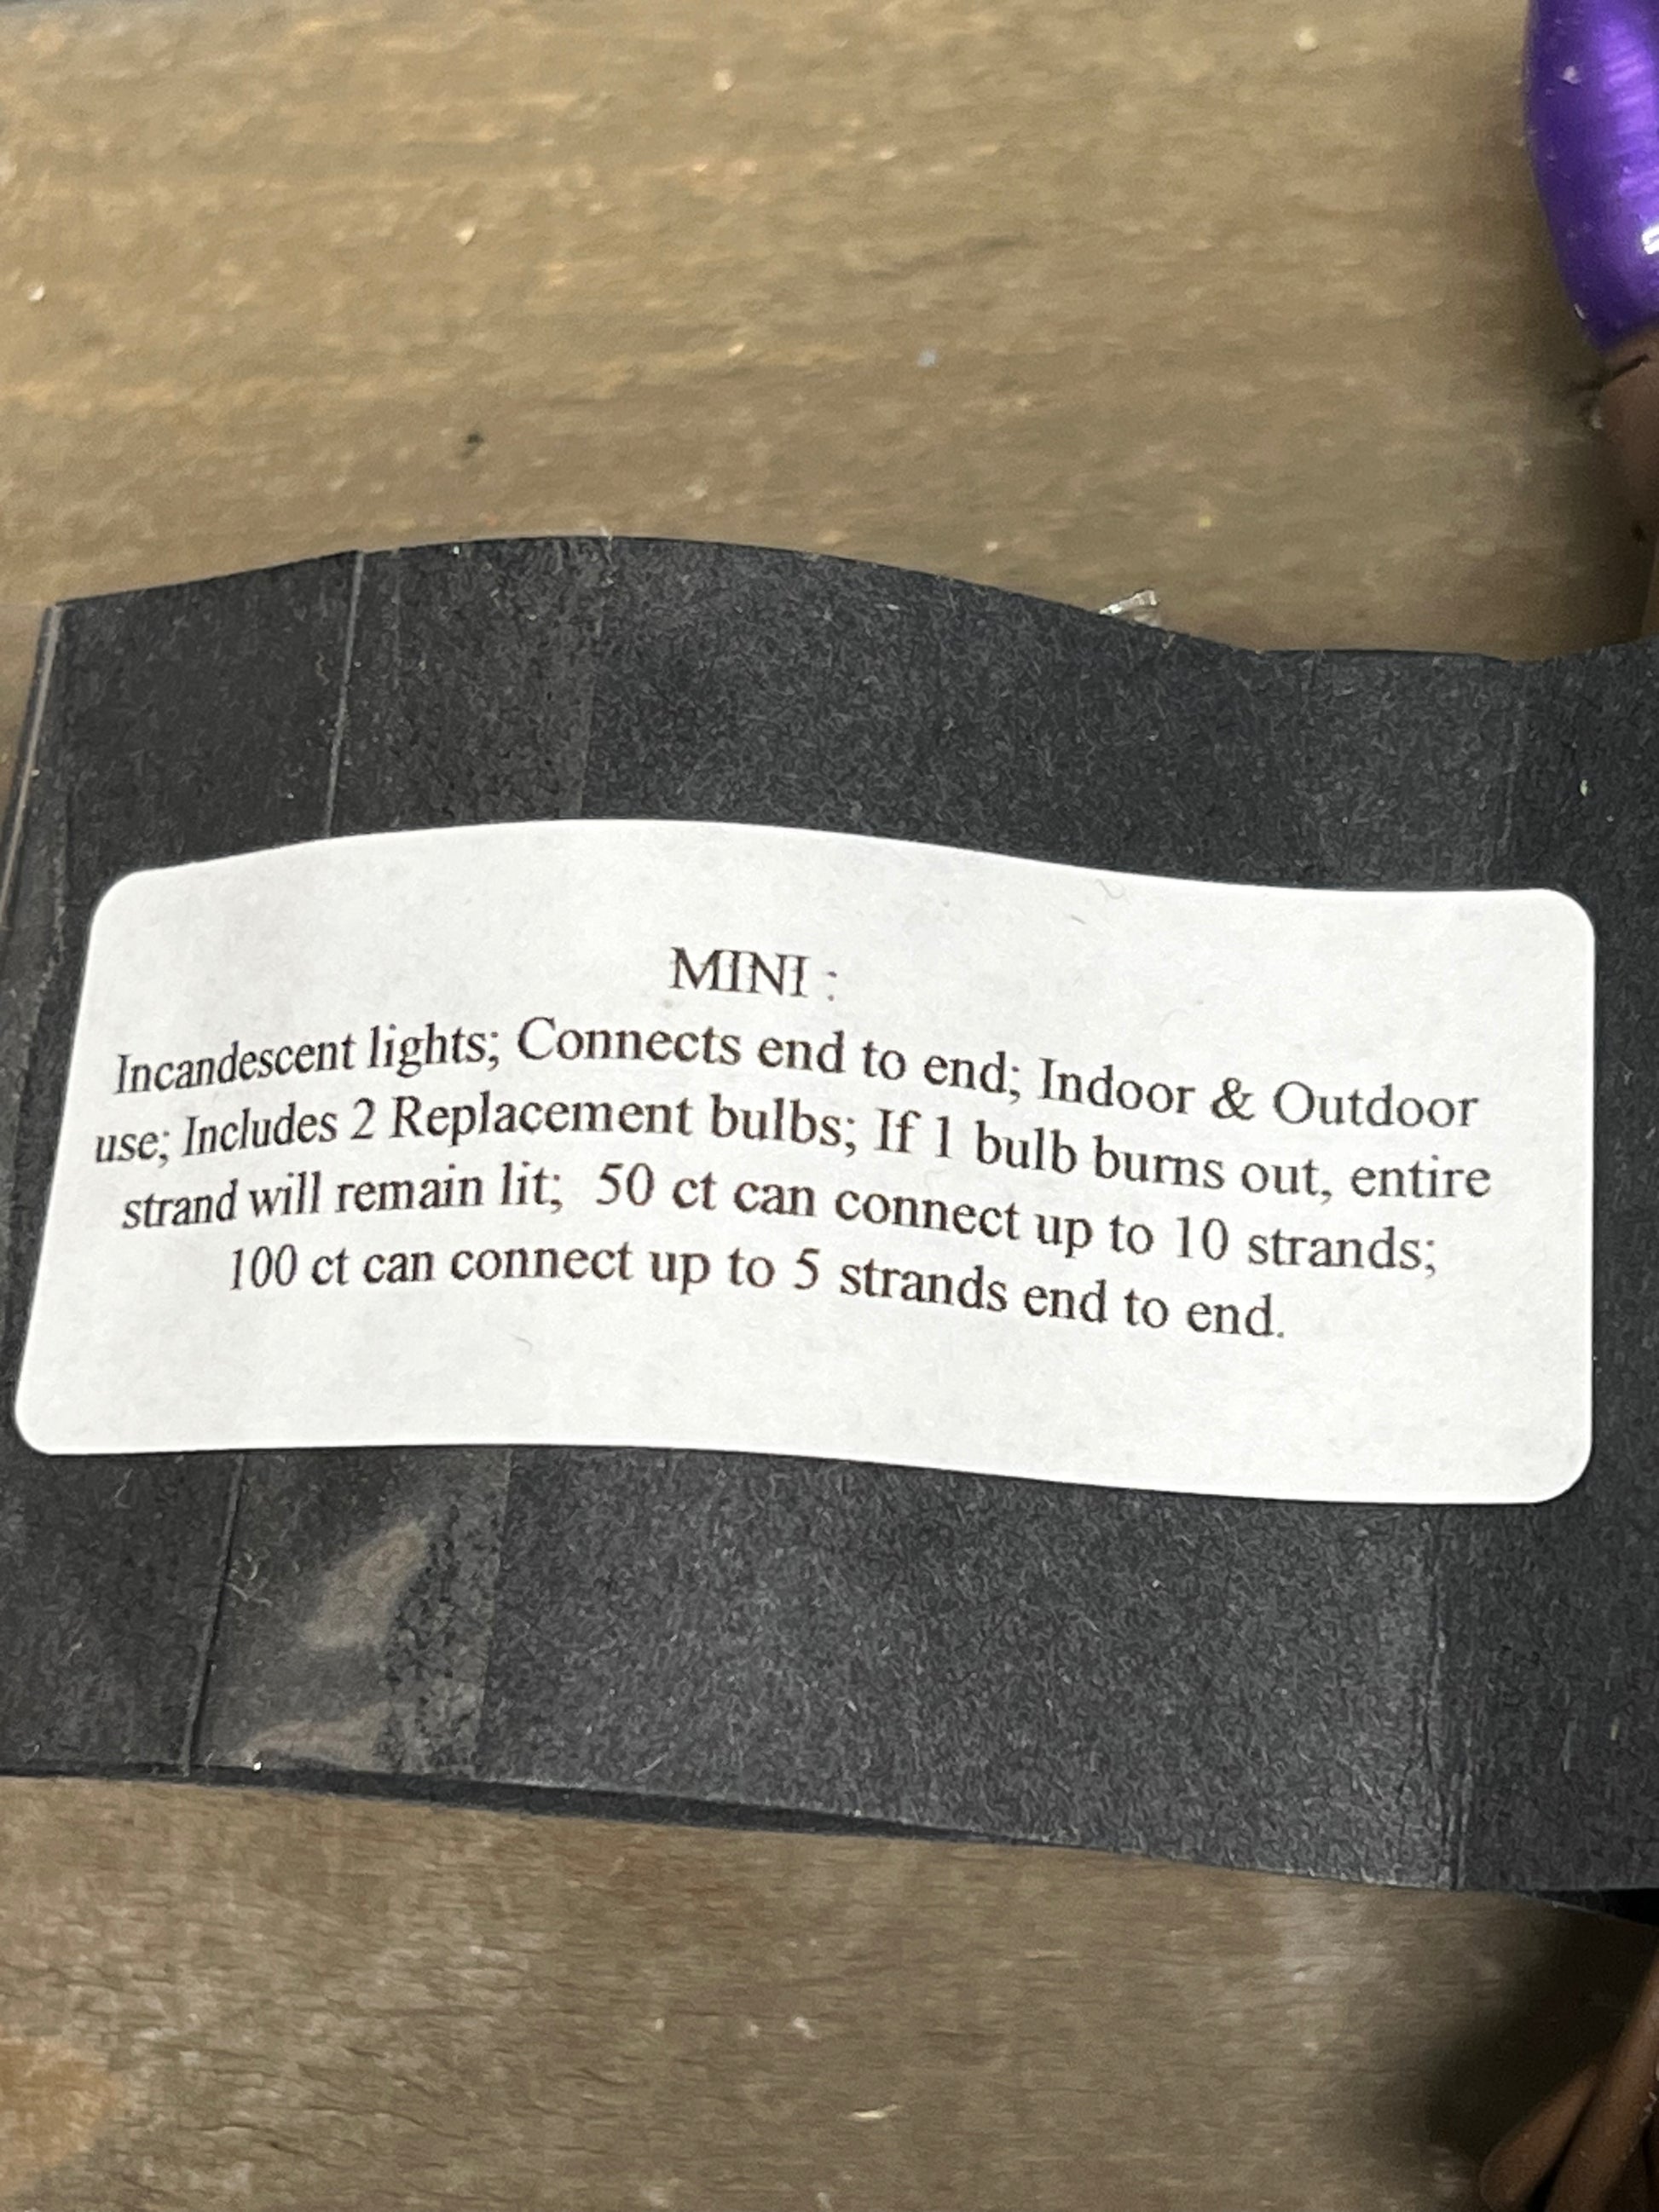 MINI :
Incandescent lights; Connects end to end; Indoor & Outdoor
use; Includes 2 Replacement bulbs; If 1 bulb burns out, entire
strand will remain lit;  50 ct can connect up to 10 strands;
100 ct can connect up to 5 strands end to end.